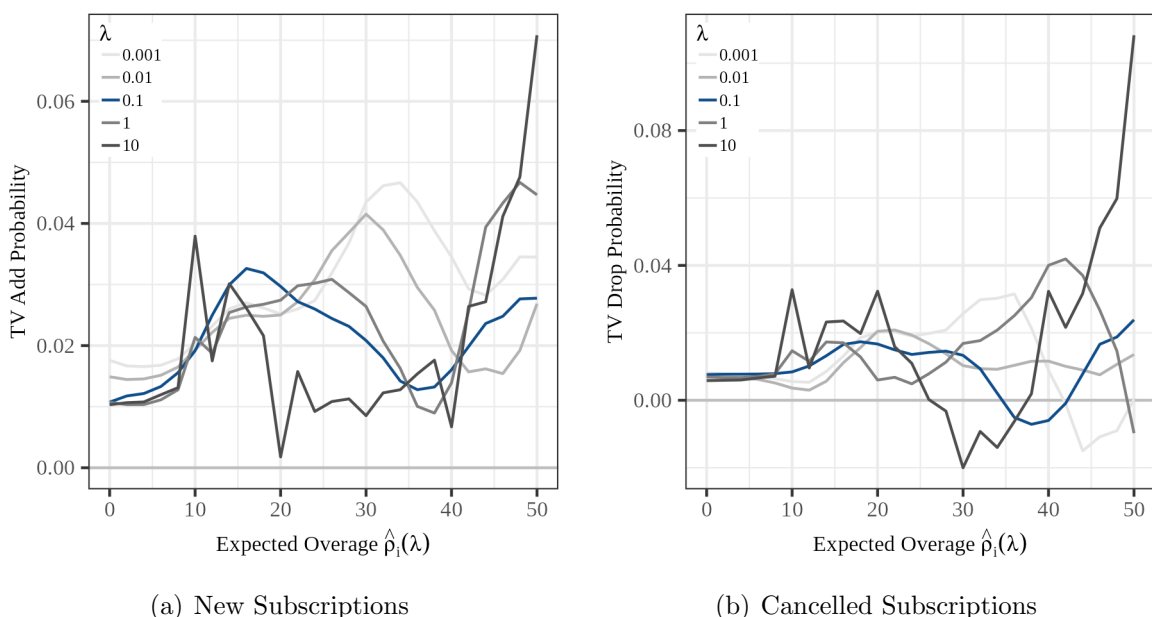 λ
0.001
0.01
0.1
1
10
TV Add Probability
0.06
0.04
0.02
0.00
0 10 20 30 40 50
Expected Overage ρ̂ᵢ(λ)
(a) New Subscriptions
λ
0.001
0.01
0.1
1
10
TV Drop Probability
0.08
0.04
0.00
0 10 20 30 40 50
Expected Overage ρ̂ᵢ(λ)
(b) Cancelled Subscriptions